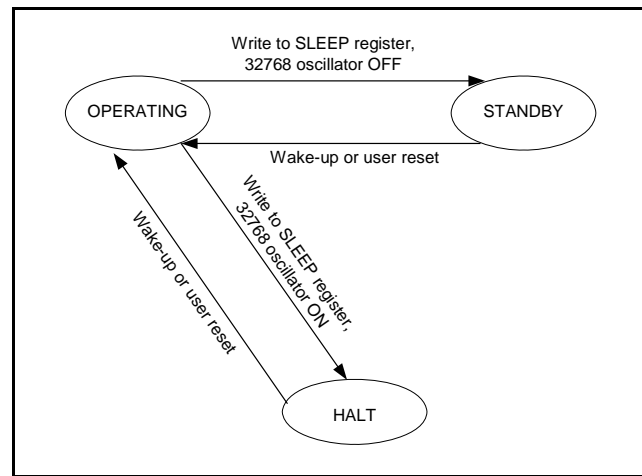 Write to SLEEP register,
32768 oscillator OFF
OPERATING
STANDBY
Wake-up or user reset
Write to SLEEP register,
32768 oscillator ON
Wake-up or user reset
HALT